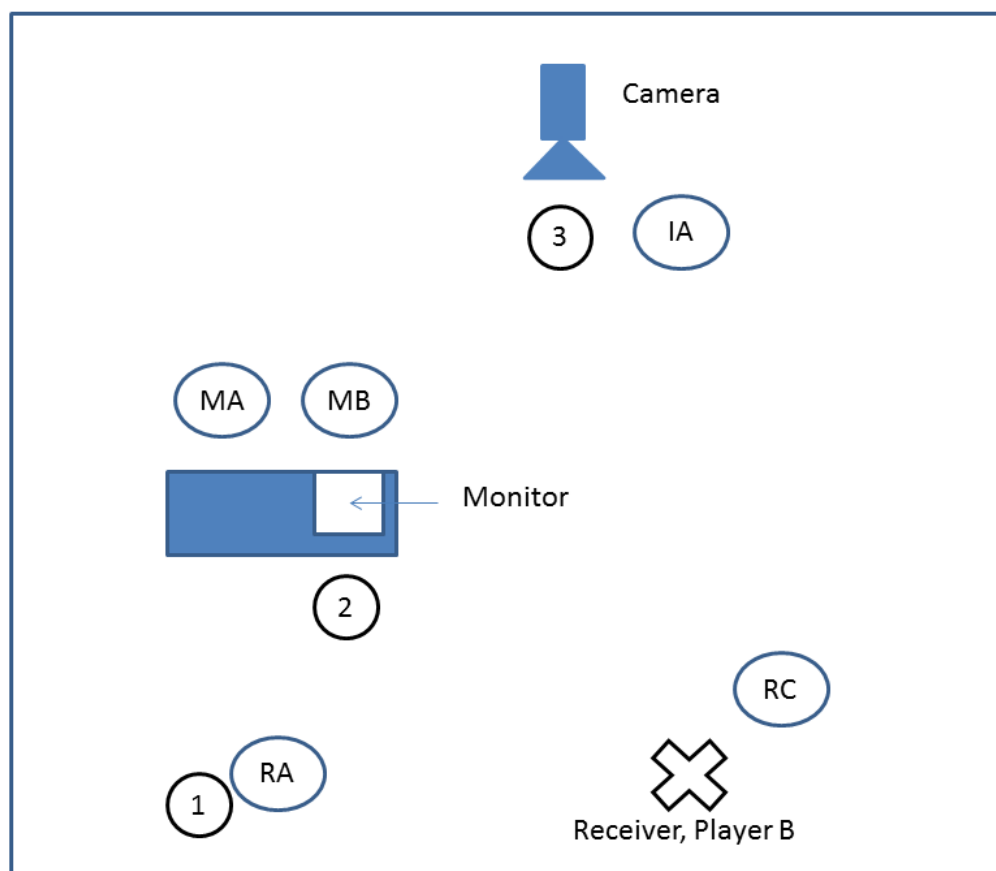 Camera
3
IA
MA
MB
Monitor
2
RC
RA
1
Receiver, Player B